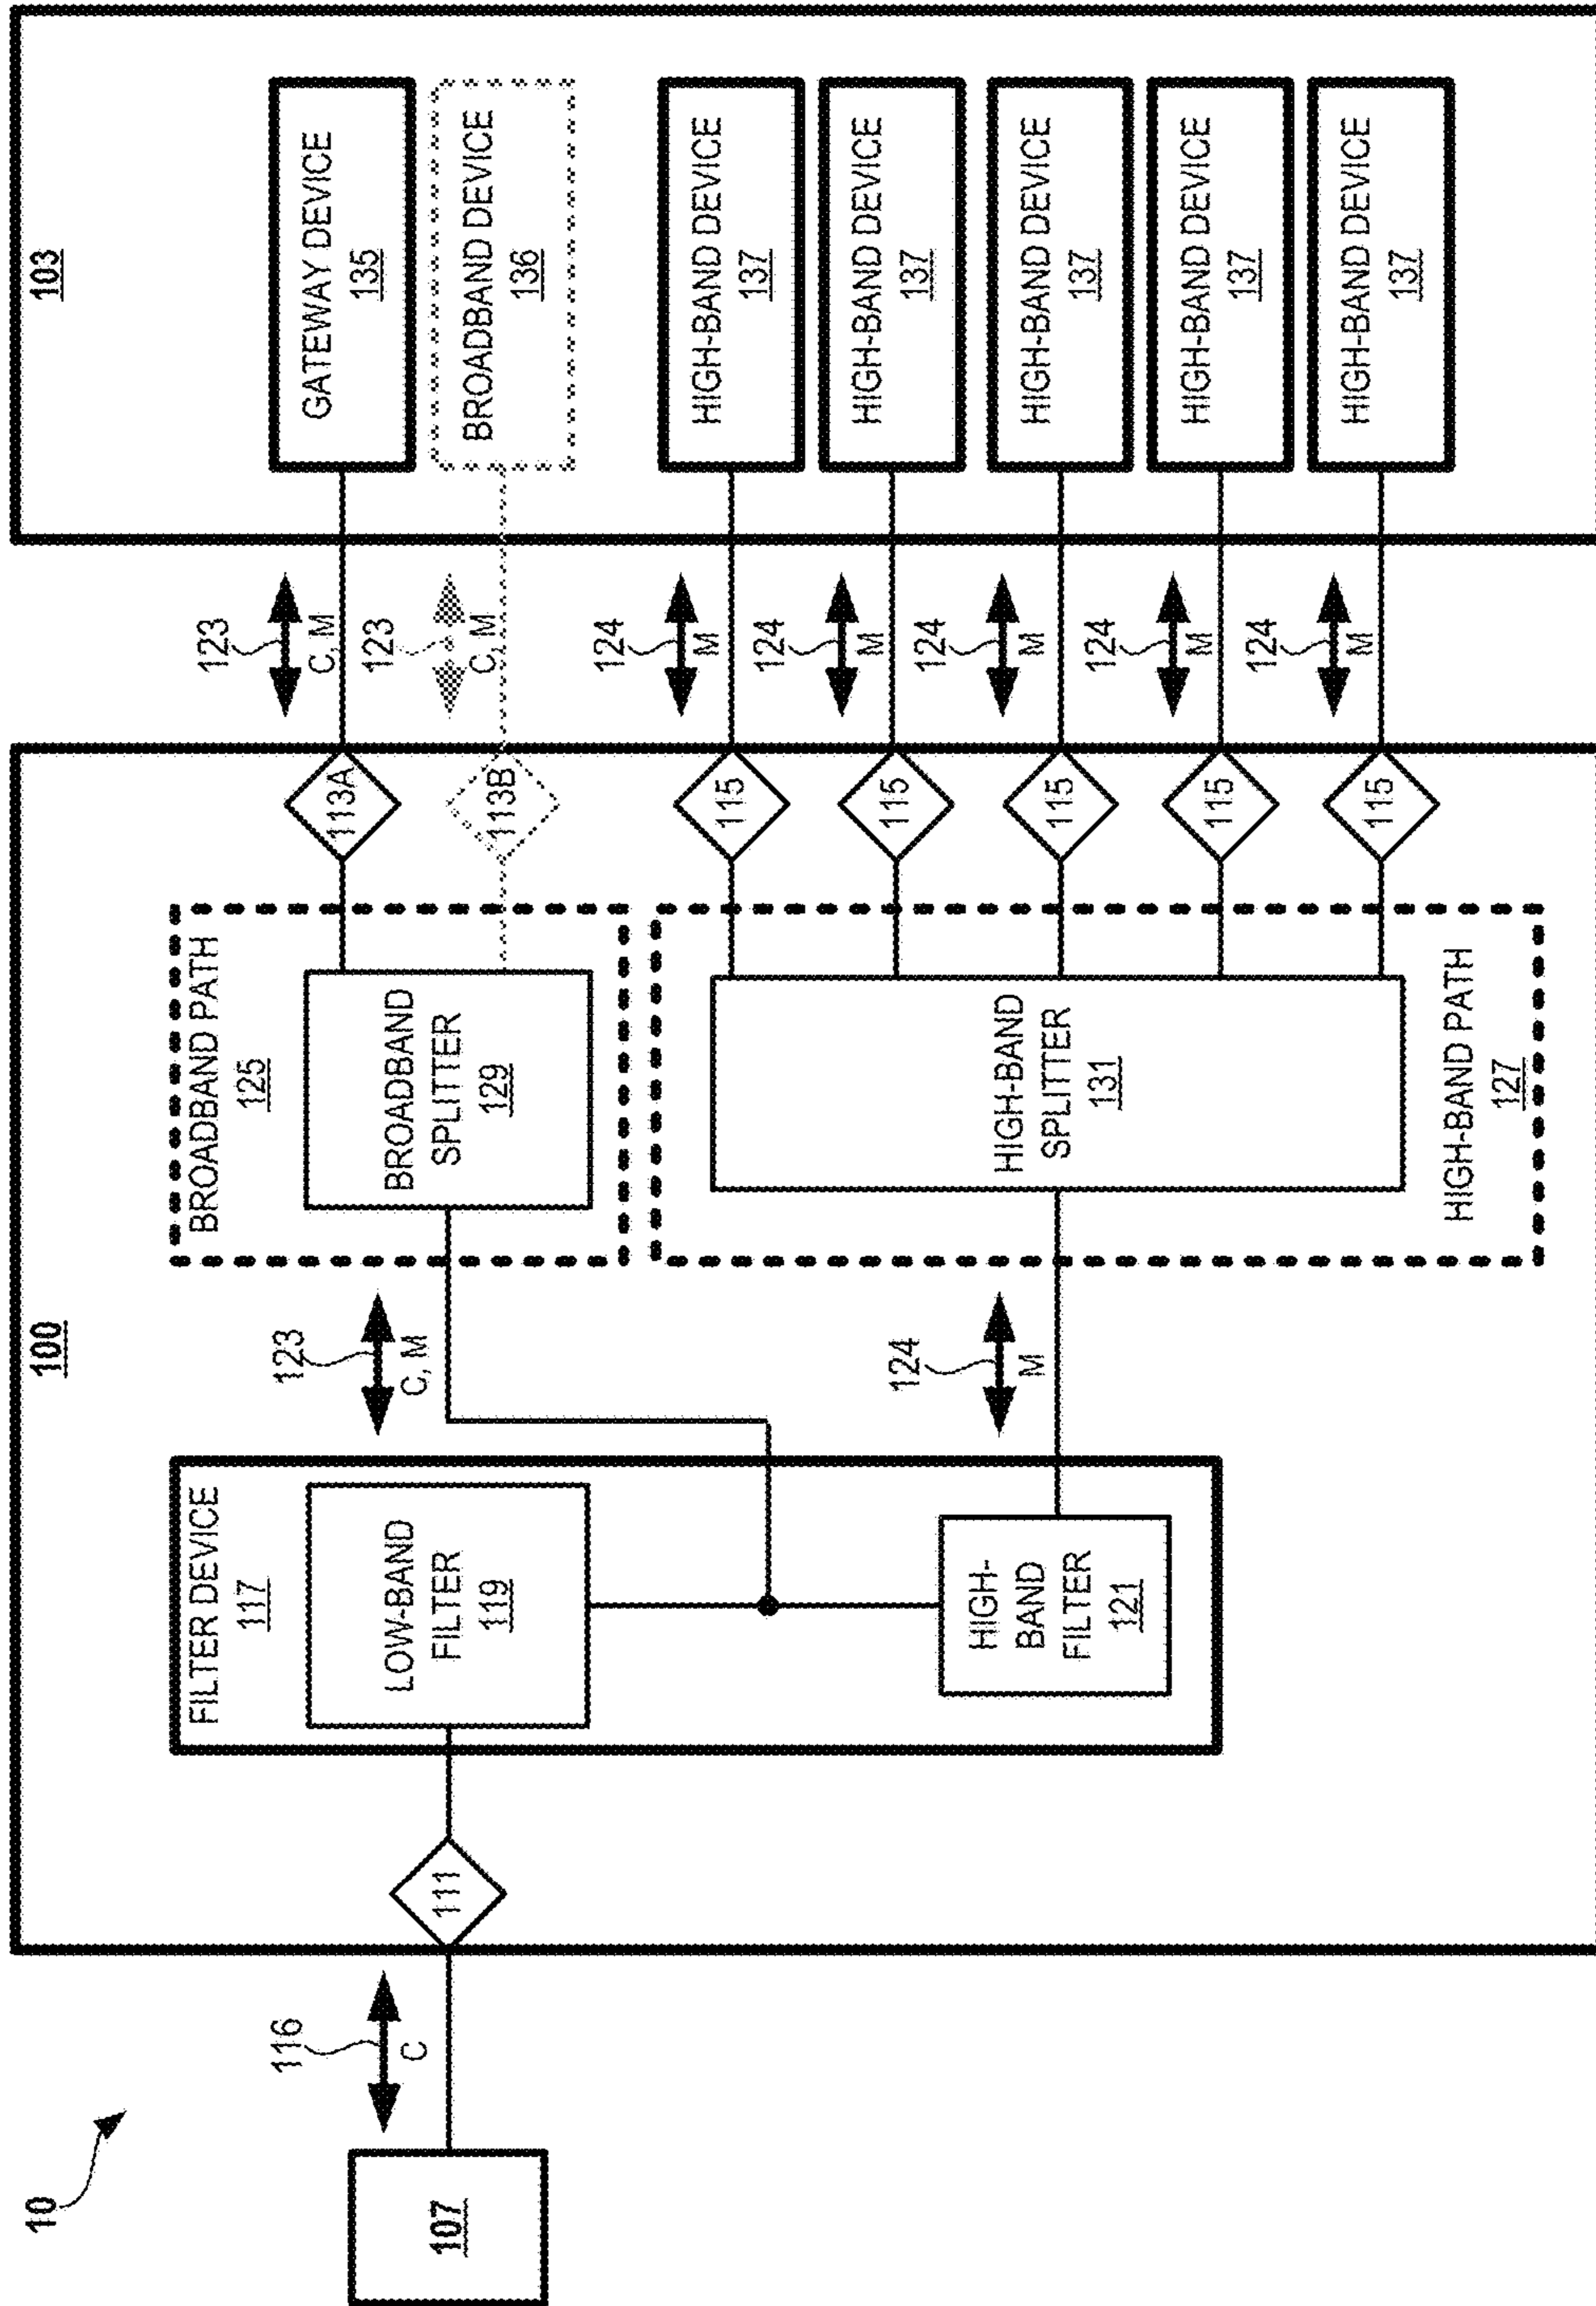 10
107
116
C
100
111
FILTER DEVICE
117
LOW-BAND
FILTER
119
HIGH-
BAND
FILTER
121
123
C, M
124
M
BROADBAND PATH
125
BROADBAND
SPLITTER
129
HIGH-BAND
SPLITTER
131
HIGH-BAND PATH
127
113A
113B
115
115
115
115
115
123
C, M
123
C, M
124
M
124
M
124
M
124
M
124
M
103
GATEWAY DEVICE
135
BROADBAND DEVICE
136
HIGH-BAND DEVICE
137
HIGH-BAND DEVICE
137
HIGH-BAND DEVICE
137
HIGH-BAND DEVICE
137
HIGH-BAND DEVICE
137